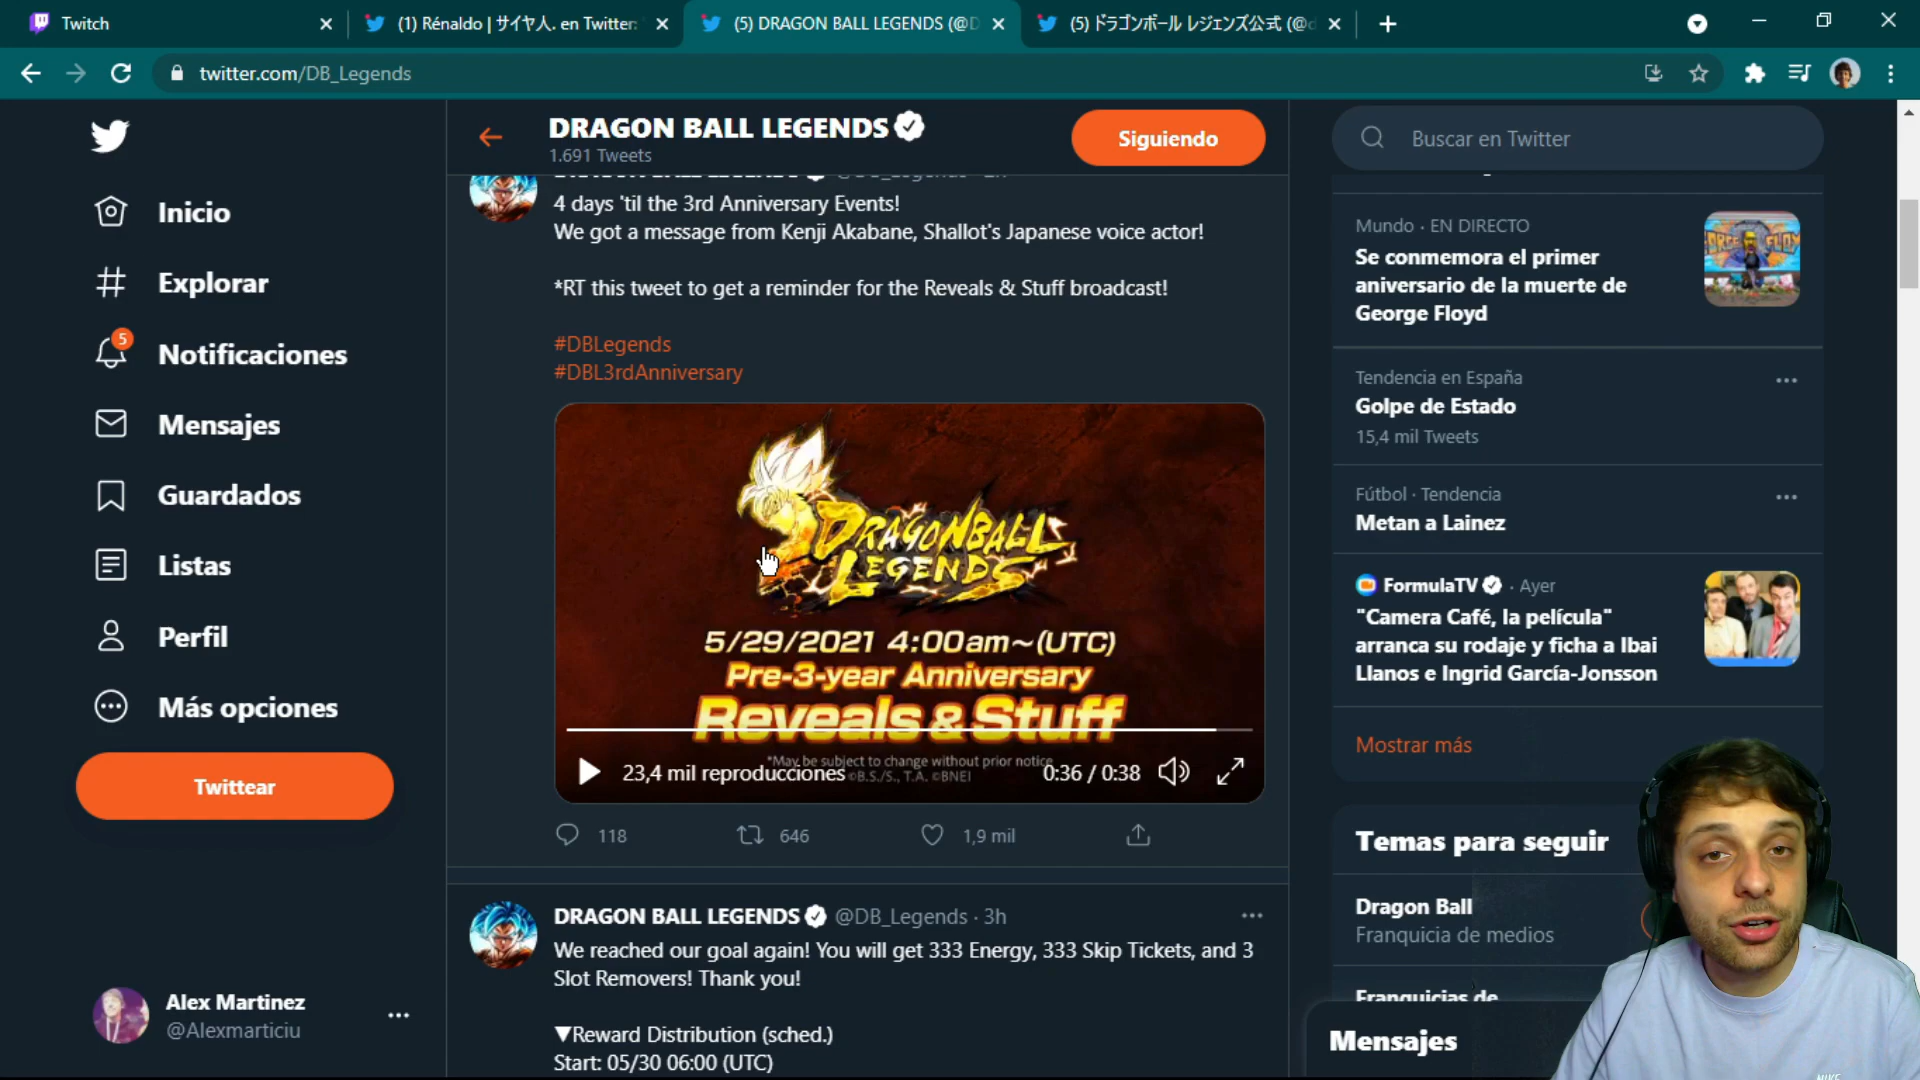 Twitch
(1) Rénaldo | サイヤ人. en Twitter:
(5) DRAGON BALL LEGENDS (@D
(5) ドラゴンボール レジェンズ公式 (@d
twitter.com/DB_Legends
Inicio
Explorar
5
Notificaciones
Mensajes
Guardados
Listas
Perfil
Más opciones
Twittear
Alex Martinez
@Alexmarticiu
DRAGON BALL LEGENDS
1.691 Tweets
Siguiendo
4 days 'til the 3rd Anniversary Events!
We got a message from Kenji Akabane, Shallot's Japanese voice actor!
*RT this tweet to get a reminder for the Reveals & Stuff broadcast!
#DBLegends
#DBL3rdAnniversary
DRAGONBALL
LEGENDS
5/29/2021 4:00am~(UTC)
Pre-3-year Anniversary
Reveals & Stuff
*May be subject to change without prior notice
©B.S./S., T.A. ©BNEI
23,4 mil reproducciones
0:36 / 0:38
118
646
1,9 mil
DRAGON BALL LEGENDS @DB_Legends · 3h
We reached our goal again! You will get 333 Energy, 333 Skip Tickets, and 3
Slot Removers! Thank you!
▼Reward Distribution (sched.)
Start: 05/30 06:00 (UTC)
Buscar en Twitter
Mundo · EN DIRECTO
Se conmemora el primer
aniversario de la muerte de
George Floyd
Tendencia en España
Golpe de Estado
15,4 mil Tweets
Fútbol · Tendencia
Metan a Lainez
FormulaTV · Ayer
"Camera Café, la película"
arranca su rodaje y ficha a Ibai
Llanos e Ingrid García-Jonsson
Mostrar más
Temas para seguir
Dragon Ball
Franquicia de medios
Franquicias de
Mensajes